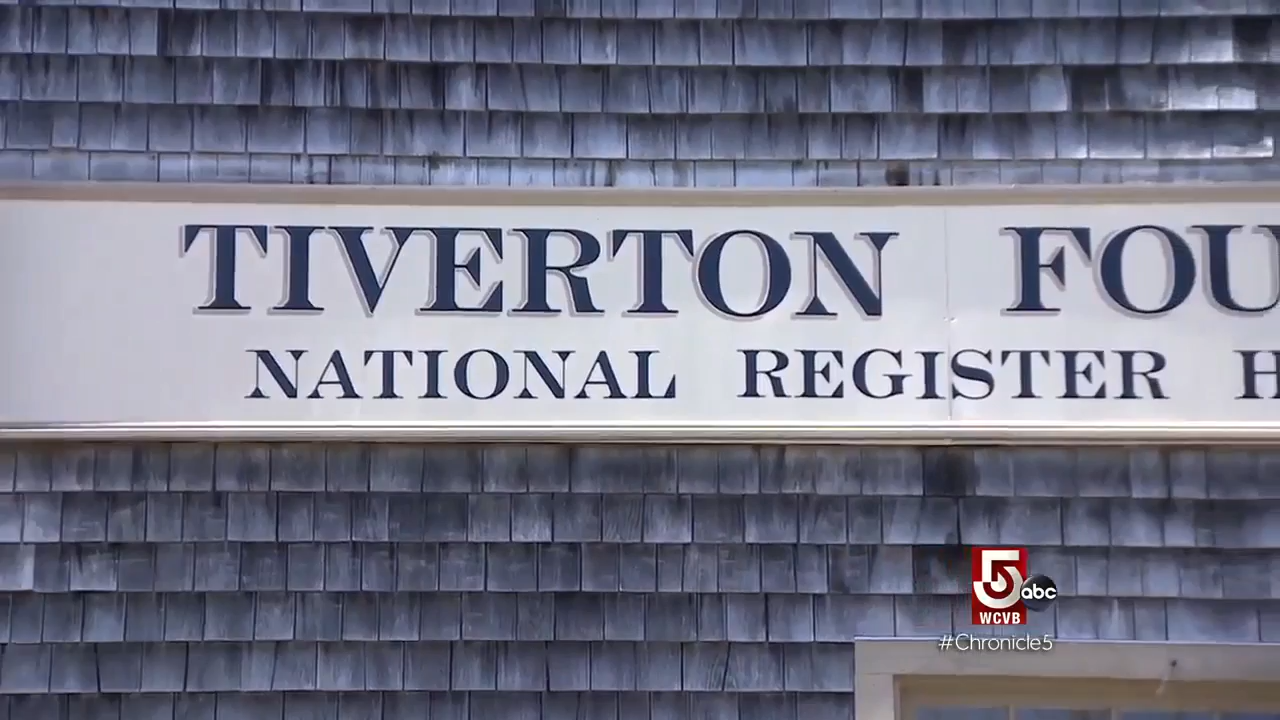 TIVERTON FOU
NATIONAL REGISTER H
5
abc
WCVB
#Chronicle5